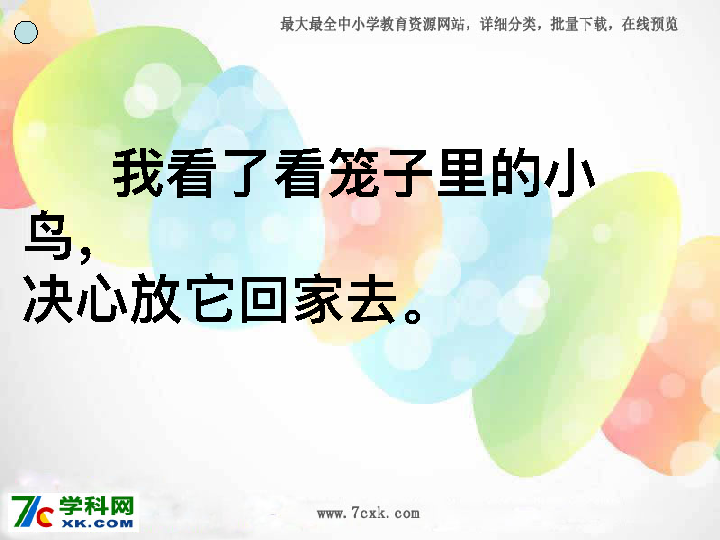 最大最全中小学教育资源网站，详细分类，批量下载，在线预览
我看了看笼子里的小
鸟，
决心放它回家去。
7C 学科网
XK.COM
www.7cxk.com